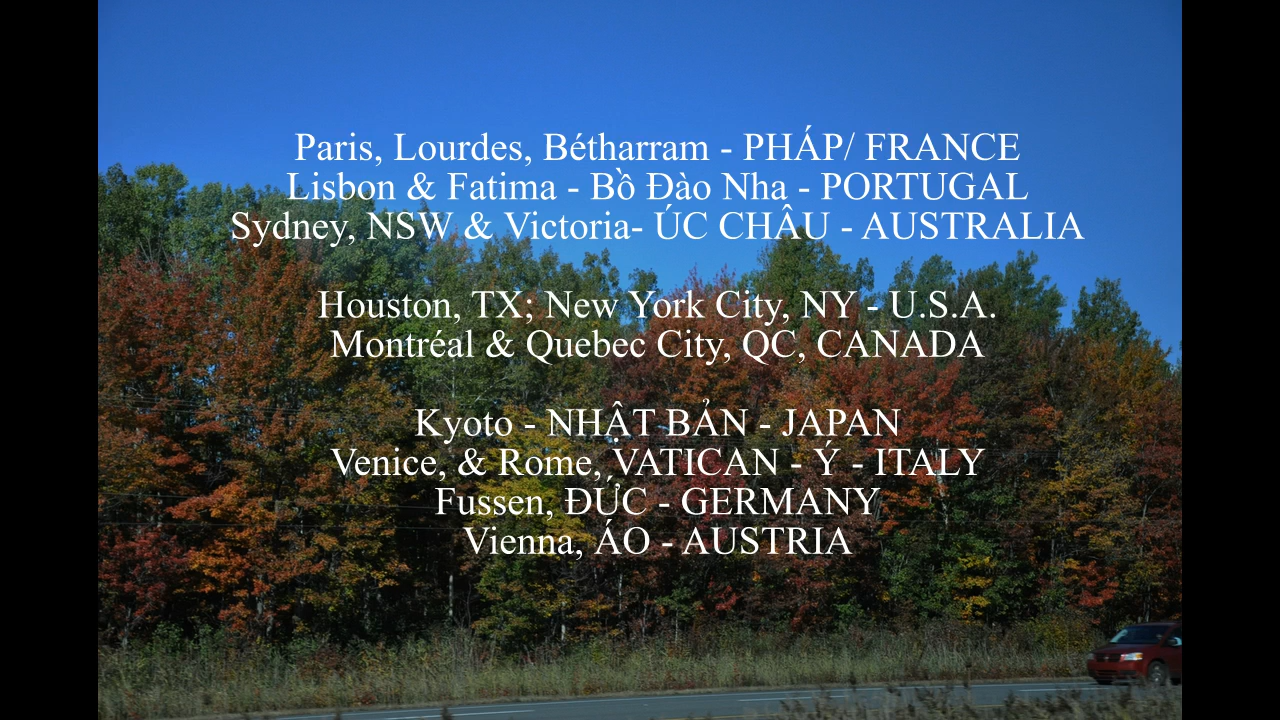 Paris, Lourdes, Bétharram - PHÁP/ FRANCE
Lisbon & Fatima - Bồ Đào Nha - PORTUGAL
Sydney, NSW & Victoria- ÚC CHÂU - AUSTRALIA
Houston, TX; New York City, NY - U.S.A.
Montréal & Quebec City, QC, CANADA
Kyoto - NHẬT BẢN - JAPAN
Venice, & Rome, VATICAN - Ý - ITALY
Fussen, ĐỨC - GERMANY
Vienna, ÁO - AUSTRIA